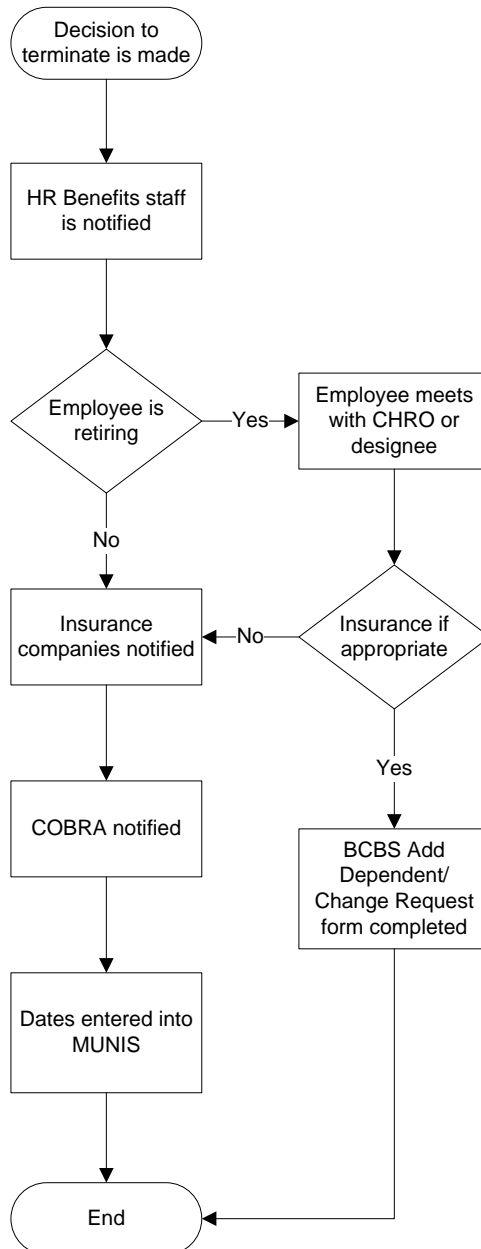 Decision to
terminate is made
HR Benefits staff
is notified
Employee is
retiring
Yes
Employee meets
with CHRO or
designee
No
Insurance
companies notified
No
Insurance if
appropriate
Yes
COBRA notified
BCBS Add
Dependent/
Change Request
form completed
Dates entered into
MUNIS
End